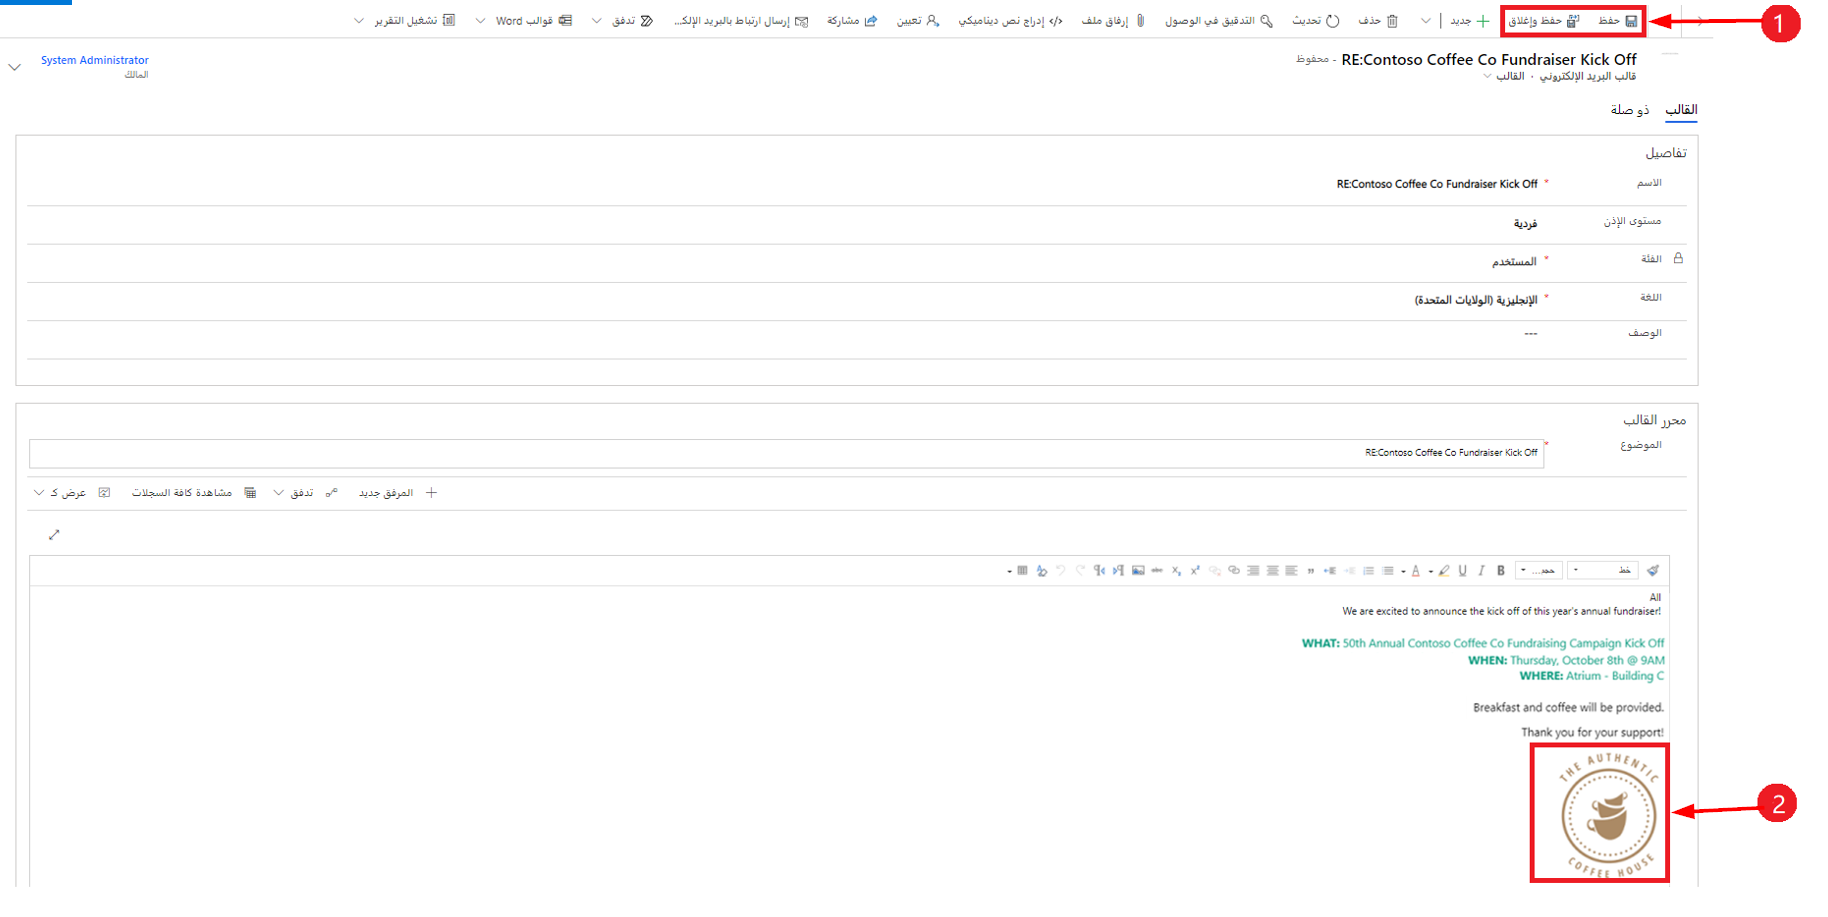 حفظ حفظ وإغلاق جديد حذف تحديث التدقيق في الوصول إرفاق ملف إدراج نص ديناميكي تعيين مشاركة إرسال ارتباط بالبريد الإلك... تدفق قوالب Word تشغيل التقرير
1
RE:Contoso Coffee Co Fundraiser Kick Off - محفوظ
قالب البريد الإلكتروني · القالب
System Administrator
المالك
القالب ذو صلة
تفاصيل
الاسم * RE:Contoso Coffee Co Fundraiser Kick Off
مستوى الإذن فردية
الفئة * المستخدم
اللغة * الإنجليزية (الولايات المتحدة)
الوصف ---
محرر القالب
الموضوع * RE:Contoso Coffee Co Fundraiser Kick Off
المرفق جديد تدفق مشاهدة كافة السجلات عرض كـ
خط حجم...
All
We are excited to announce the kick off of this year's annual fundraiser!
WHAT: 50th Annual Contoso Coffee Co Fundraising Campaign Kick Off
WHEN: Thursday, October 8th @ 9AM
WHERE: Atrium - Building C
Breakfast and coffee will be provided.
Thank you for your support!
THE AUTHENTIC
COFFEE HOUSE
2